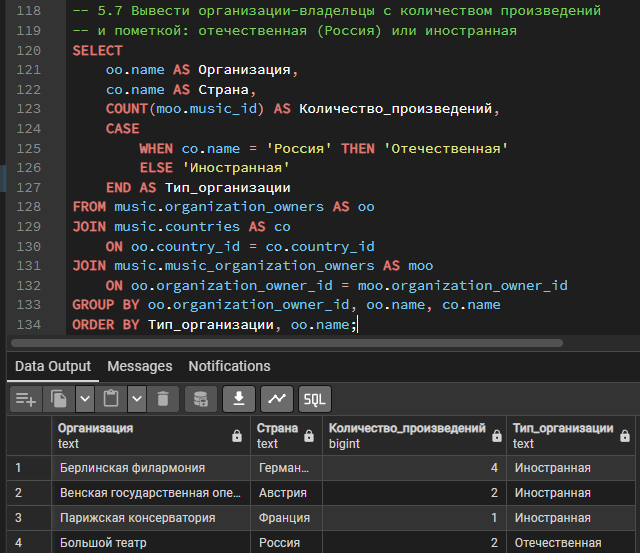 118 -- 5.7 Вывести организации-владельцы с количеством произведений
119 -- и пометкой: отечественная (Россия) или иностранная
120 SELECT
121 oo.name AS Организация,
122 co.name AS Страна,
123 COUNT(moo.music_id) AS Количество_произведений,
124 CASE
125 WHEN co.name = 'Россия' THEN 'Отечественная'
126 ELSE 'Иностранная'
127 END AS Тип_организации
128 FROM music.organization_owners AS oo
129 JOIN music.countries AS co
130 ON oo.country_id = co.country_id
131 JOIN music.music_organization_owners AS moo
132 ON oo.organization_owner_id = moo.organization_owner_id
133 GROUP BY oo.organization_owner_id, oo.name, co.name
134 ORDER BY Тип_организации, oo.name;
Data Output Messages Notifications
SQL
Организация Страна Количество_произведений Тип_организации
text text bigint text
1 Берлинская филармония Герман... 4 Иностранная
2 Венская государственная опе... Австрия 2 Иностранная
3 Парижская консерватория Франция 1 Иностранная
4 Большой театр Россия 2 Отечественная